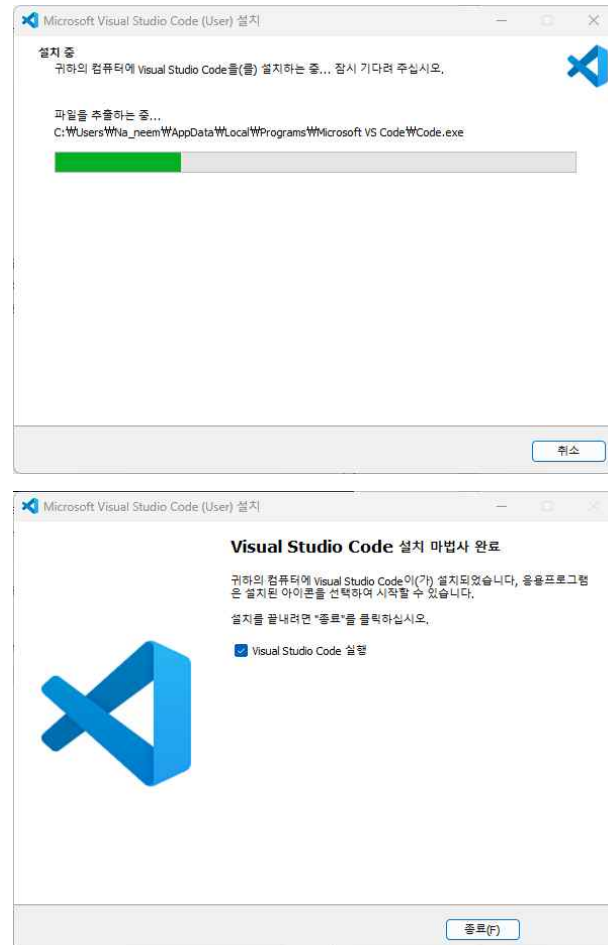 Microsoft Visual Studio Code (User) 설치
설치 중
귀하의 컴퓨터에 Visual Studio Code을(를) 설치하는 중... 잠시 기다려 주십시오.
파일을 추출하는 중...
C:₩Users₩Na_neem₩AppData₩Local₩Programs₩Microsoft VS Code₩Code.exe
취소
Microsoft Visual Studio Code (User) 설치
Visual Studio Code 설치 마법사 완료
귀하의 컴퓨터에 Visual Studio Code이(가) 설치되었습니다, 응용프로그램
은 설치된 아이콘을 선택하여 시작할 수 있습니다.
설치를 끝내려면 "종료"를 클릭하십시오.
Visual Studio Code 실행
종료(F)